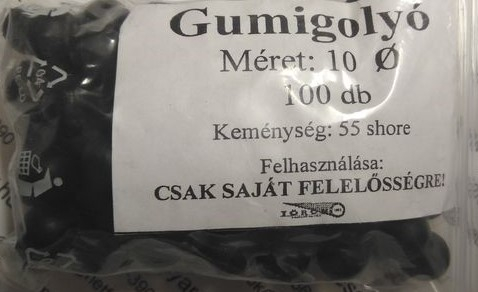 Gumigolyó
Méret: 10 Ø
100 db
Keménység: 55 shore
Felhasználása:
CSAK SAJÁT FELELŐSSÉGRE!